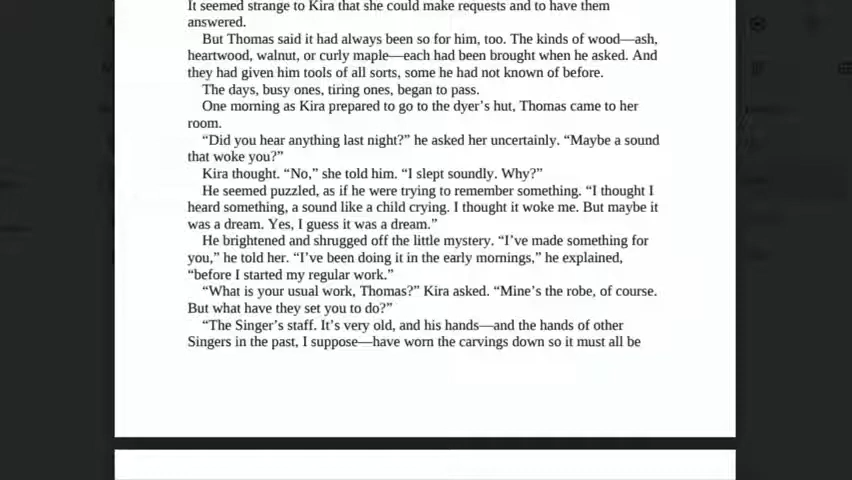 It seemed strange to Kira that she could make requests and to have them
answered.
But Thomas said it had always been so for him, too. The kinds of wood—ash,
heartwood, walnut, or curly maple—each had been brought when he asked. And
they had given him tools of all sorts, some he had not known of before.
The days, busy ones, tiring ones, began to pass.
One morning as Kira prepared to go to the dyer’s hut, Thomas came to her
room.
“Did you hear anything last night?” he asked her uncertainly. “Maybe a sound
that woke you?”
Kira thought. “No,” she told him. “I slept soundly. Why?”
He seemed puzzled, as if he were trying to remember something. “I thought I
heard something, a sound like a child crying. I thought it woke me. But maybe it
was a dream. Yes, I guess it was a dream.”
He brightened and shrugged off the little mystery. “I’ve made something for
you,” he told her. “I’ve been doing it in the early mornings,” he explained,
“before I started my regular work.”
“What is your usual work, Thomas?” Kira asked. “Mine’s the robe, of course.
But what have they set you to do?”
“The Singer’s staff. It’s very old, and his hands—and the hands of other
Singers in the past, I suppose—have worn the carvings down so it must all be